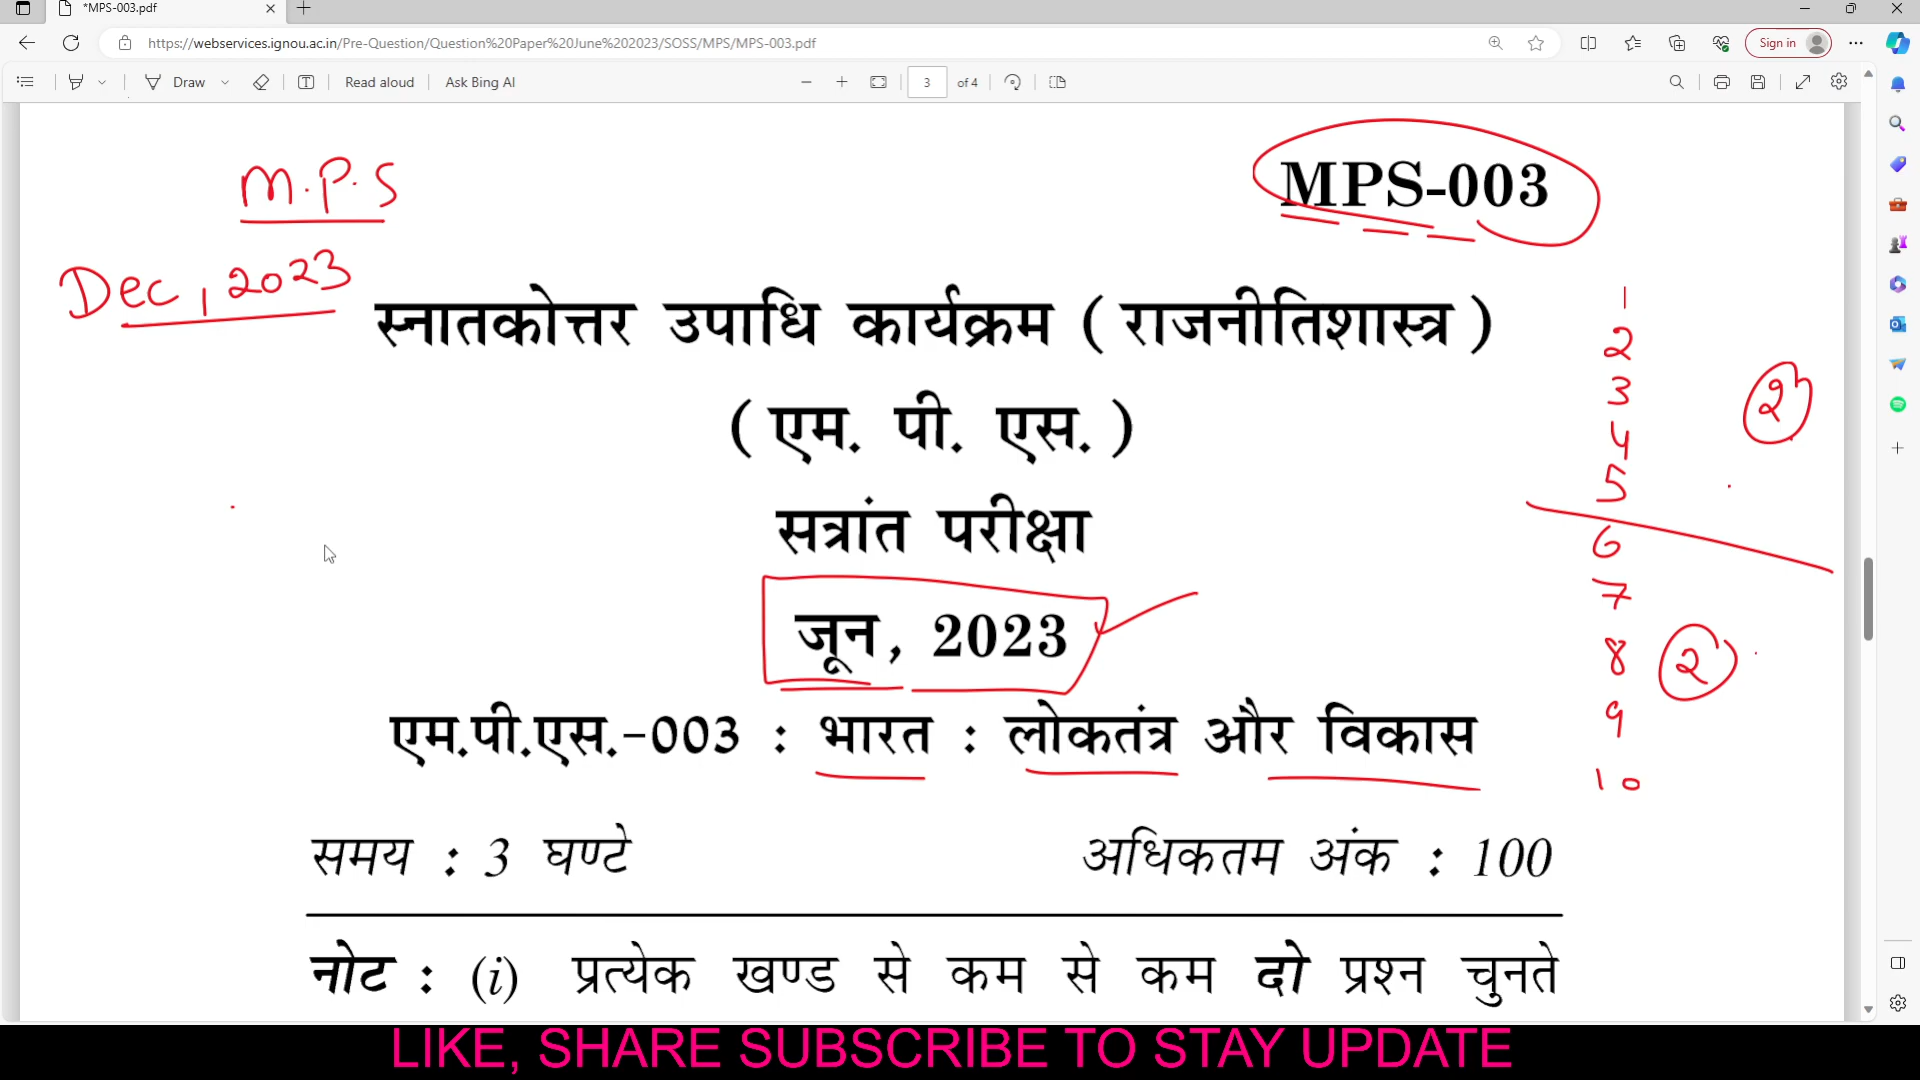 *MPS-003.pdf
https://webservices.ignou.ac.in/Pre-Question/Question%20Paper%20June%202023/SOSS/MPS/MPS-003.pdf
Sign in
Draw
Read aloud
Ask Bing AI
3 of 4
M.P.S
MPS-003
Dec, 2023
स्नातकोत्तर उपाधि कार्यक्रम (राजनीतिशास्त्र)
(एम. पी. एस.)
सत्रांत परीक्षा
जून, 2023
एम.पी.एस.-003 : भारत : लोकतंत्र और विकास
समय : 3 घण्टे
अधिकतम अंक : 100
नोट : (i) प्रत्येक खण्ड से कम से कम दो प्रश्न चुनते
1
2
3
4
5
2
6
7
8
9
10
2
LIKE, SHARE SUBSCRIBE TO STAY UPDATE